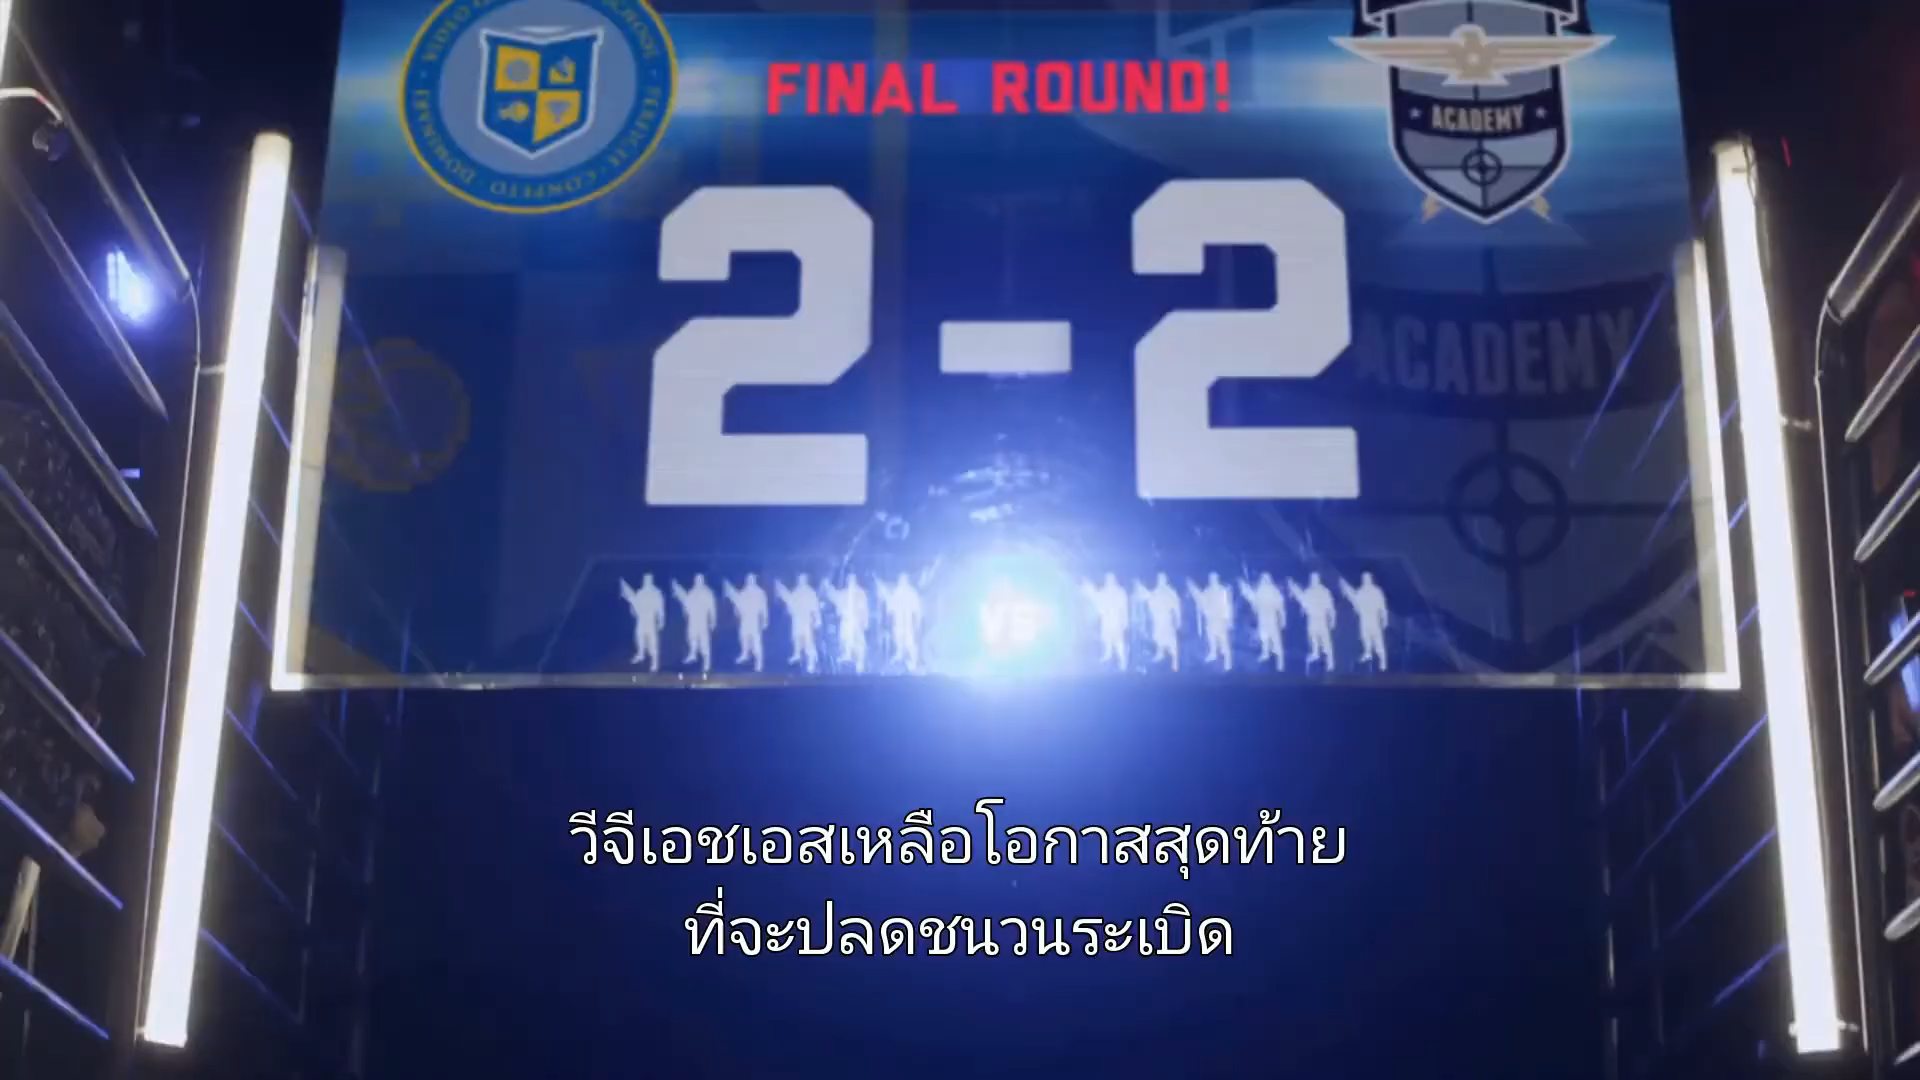 FINAL ROUND!
ACADEMY
2-2
ACADEMY
VS
วีจีเอชเอสเหลือโอกาสสุดท้าย
ที่จะปลดชนวนระเบิด